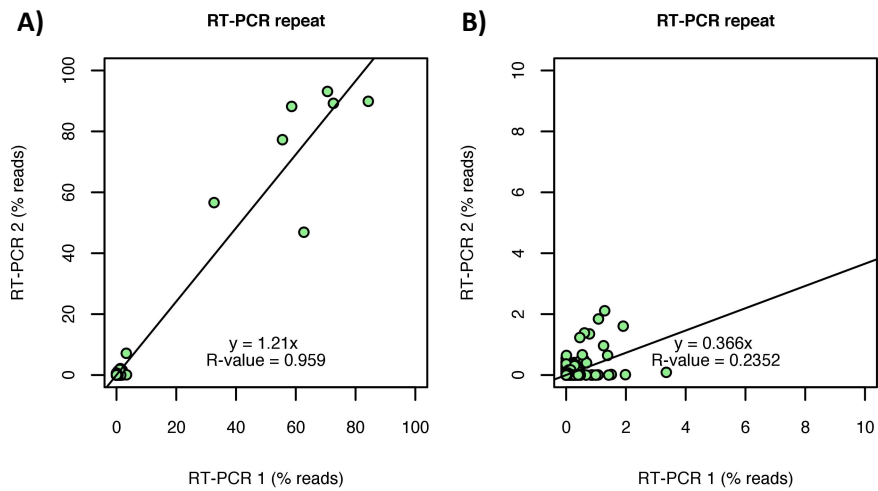 A)
RT-PCR repeat
RT-PCR 2 (% reads)
100
80
60
40
20
0
y = 1.21x
R-value = 0.959
0 20 40 60 80 100
RT-PCR 1 (% reads)
B)
RT-PCR repeat
RT-PCR 2 (% reads)
10
8
6
4
2
0
y = 0.366x
R-value = 0.2352
0 2 4 6 8 10
RT-PCR 1 (% reads)